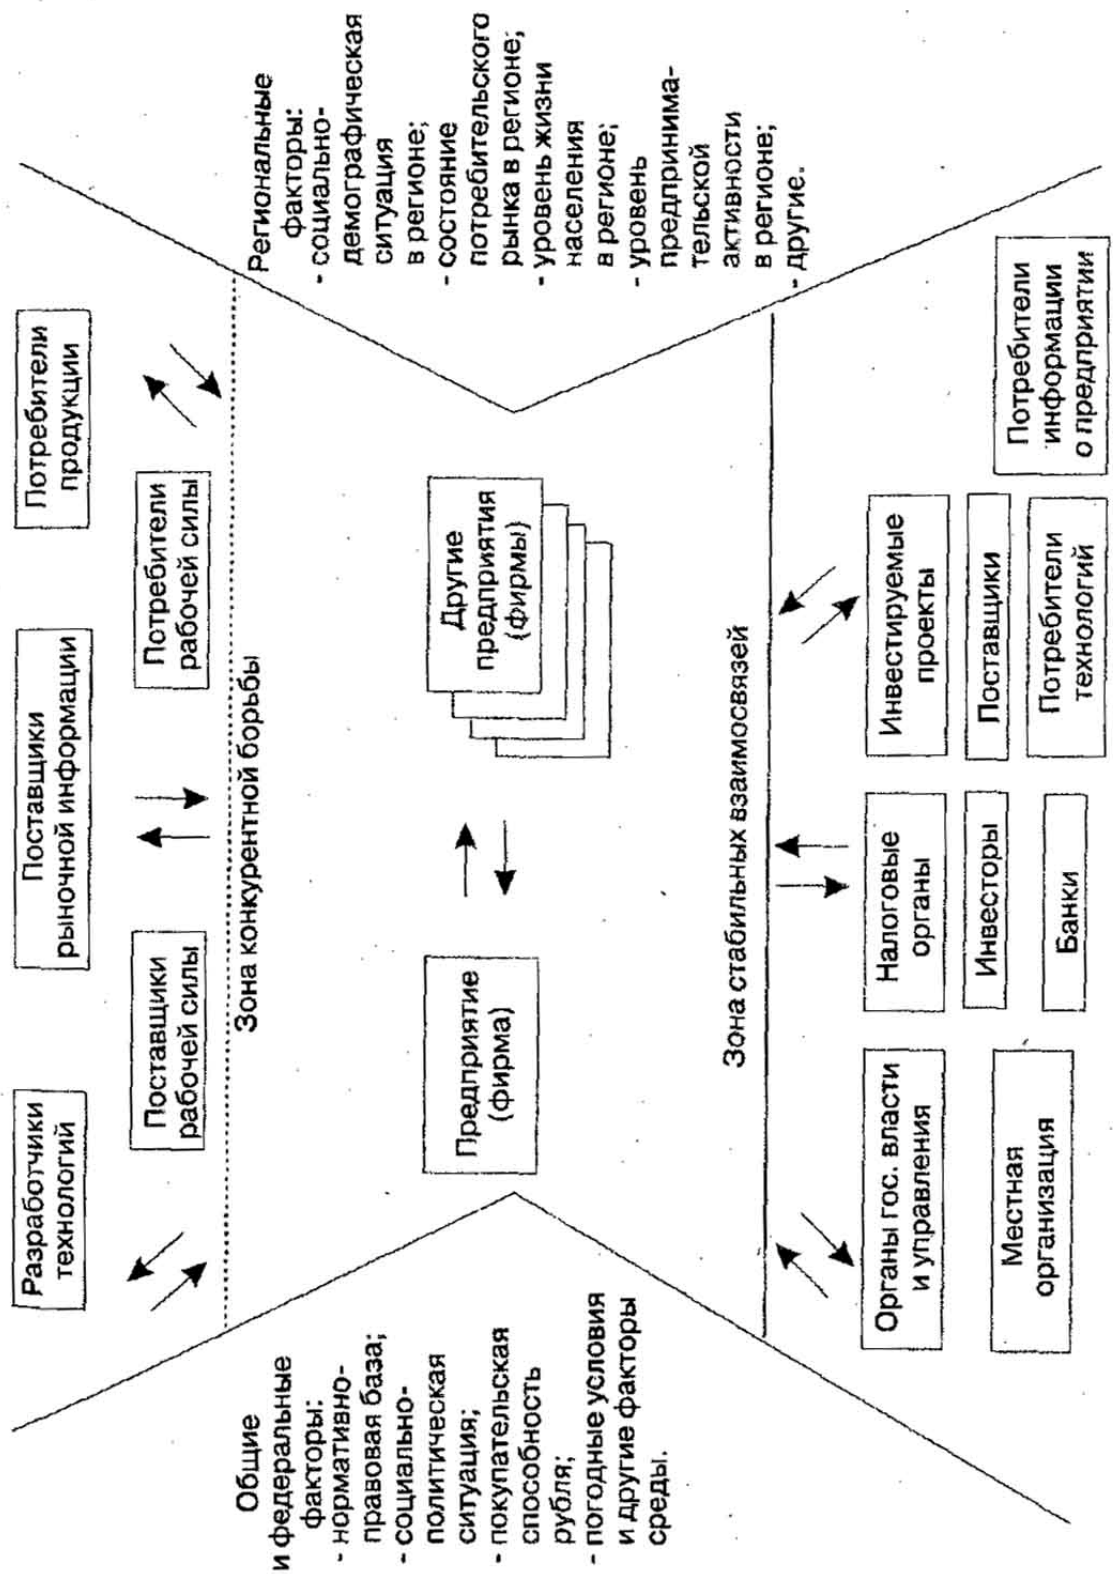 Разработчики
технологий
Поставщики
рыночной информации
Потребители
продукции
Поставщики
рабочей силы
Потребители
рабочей силы
Зона конкурентной борьбы
Общие
и федеральные
факторы:
- нормативно-
правовая база;
- социально-
политическая
ситуация;
- покупательская
способность
рубля;
- погодные условия
и другие факторы
среды.
Предприятие
(фирма)
Другие
предприятия
(фирмы)
Региональные
факторы:
- социально-
демографическая
ситуация
в регионе;
- состояние
потребительского
рынка в регионе;
- уровень жизни
населения
в регионе;
- уровень
предпринима-
тельской
активности
в регионе;
- другие.
Зона стабильных взаимосвязей
Органы гос. власти
и управления
Налоговые
органы
Инвестируемые
проекты
Инвесторы
Поставщики
Местная
организация
Банки
Потребители
технологий
Потребители
информации
о предприятии